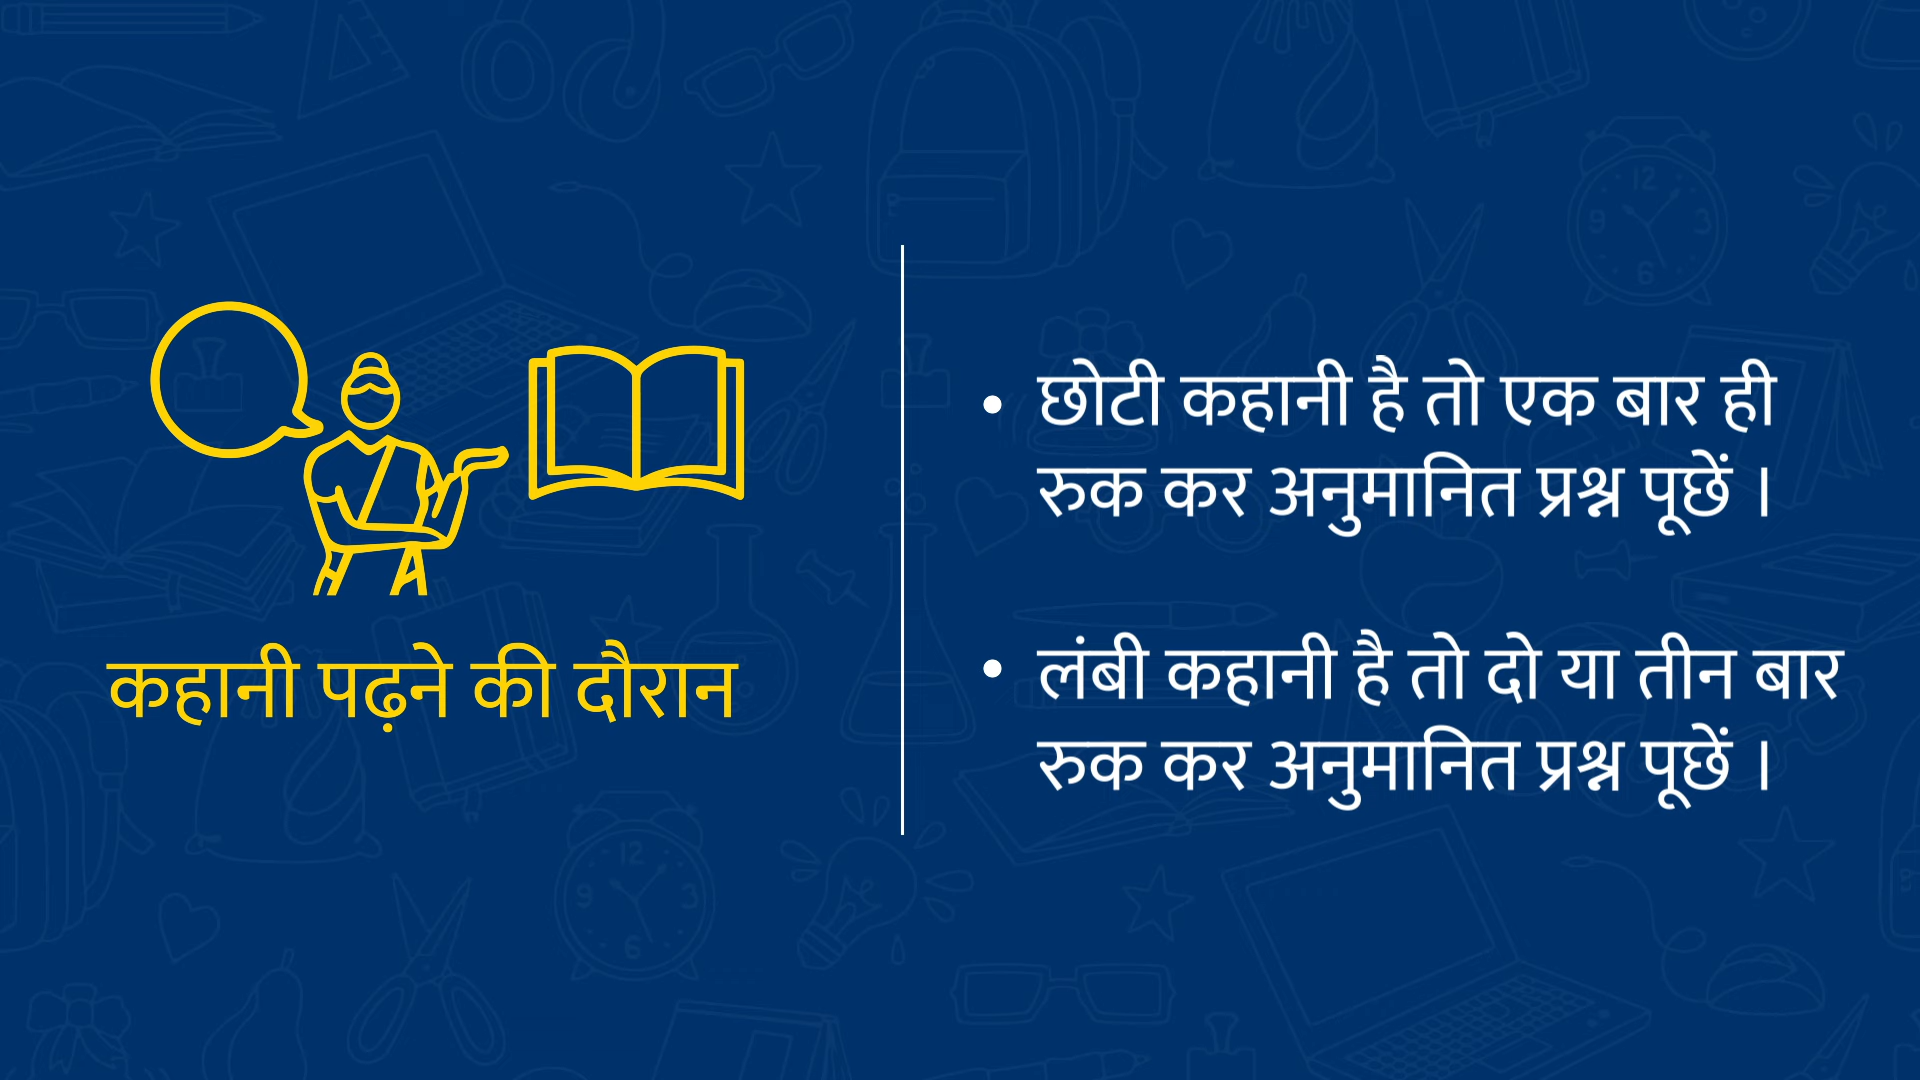 कहानी पढ़ने की दौरान
• छोटी कहानी है तो एक बार ही
रुक कर अनुमानित प्रश्न पूछें ।
• लंबी कहानी है तो दो या तीन बार
रुक कर अनुमानित प्रश्न पूछें ।